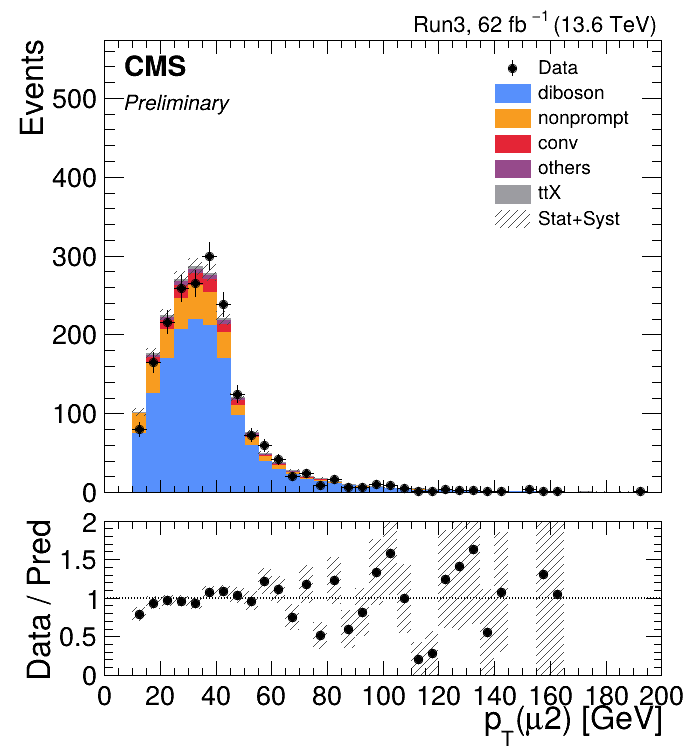 Run3, 62 fb⁻¹ (13.6 TeV)
CMS
Preliminary
Events
500
400
300
200
100
0
Data
diboson
nonprompt
conv
others
ttX
Stat+Syst
Data / Pred
2
1.5
1
0.5
0
0 20 40 60 80 100 120 140 160 180 200
p_T(μ2) [GeV]